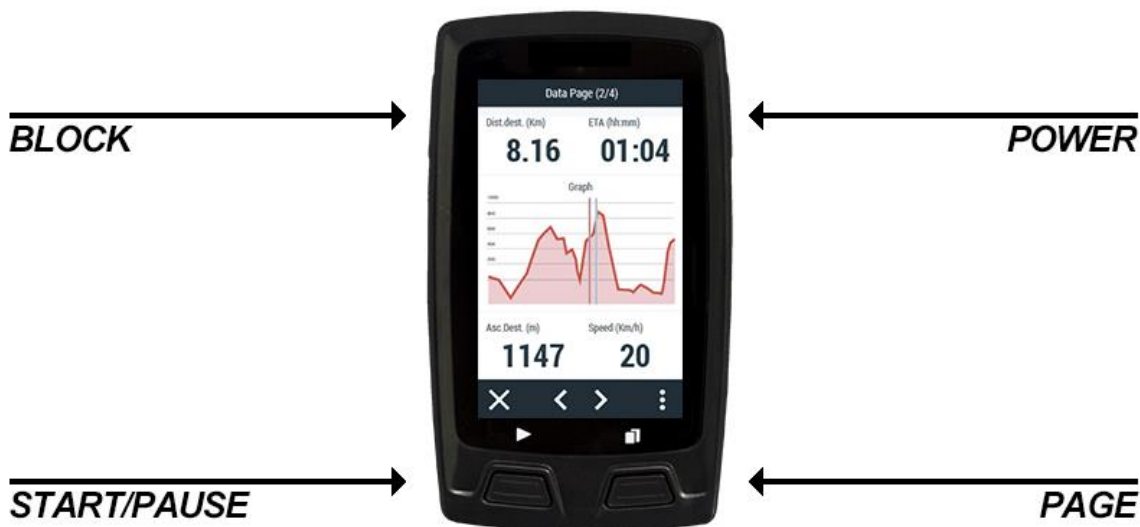 BLOCK
POWER
Data Page (2/4)
Dist.dest. (Km) ETA (hh:mm)
8.16 01:04
Graph
Asc.Dest. (m) Speed (Km/h)
1147 20
START/PAUSE
PAGE